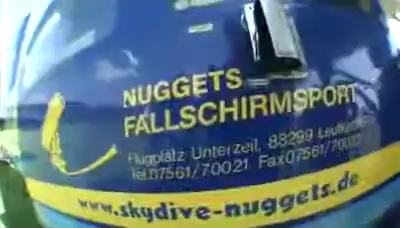 NUGGETS
FALLSCHIRMSPORT
Flugplatz Unterzeil, 88299
Tel.07561/70021. Fax07561/
www.skydive-nuggets.de